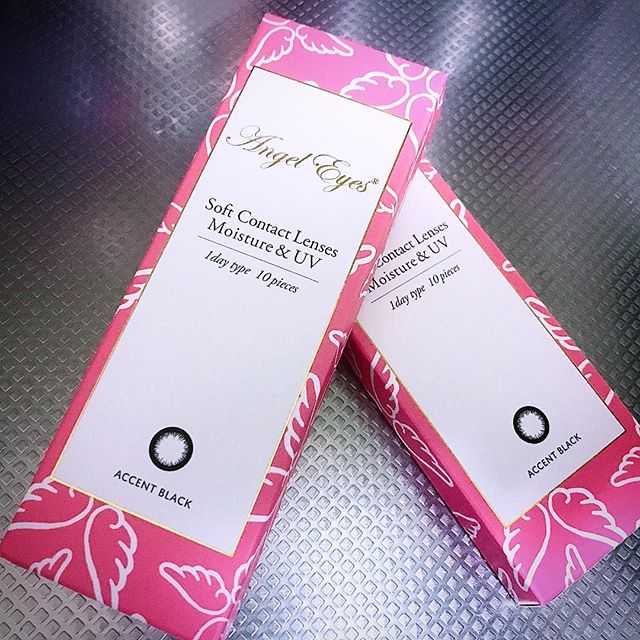 Angel Eyes®
Soft Contact Lenses
Moisture & UV
1day type 10 pieces
ACCENT BLACK
Contact Lenses
Moisture & UV
1day type 10 pieces
ACCENT BLACK